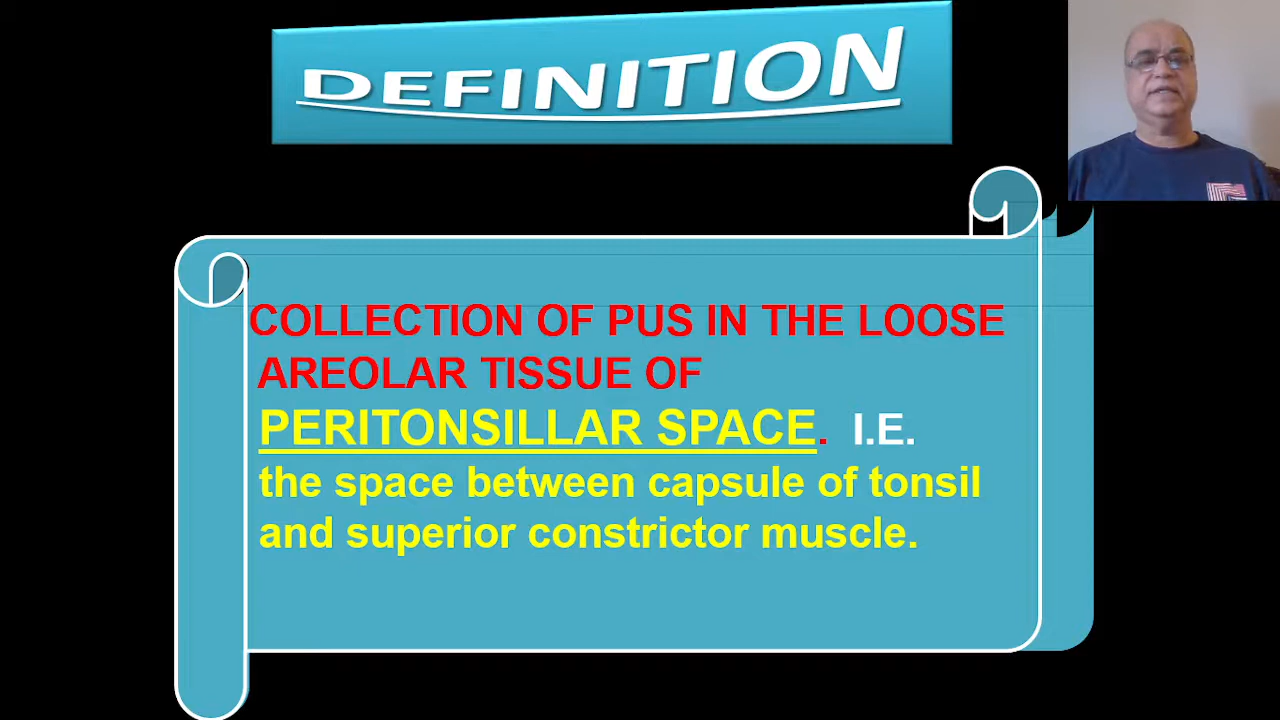 DEFINITION
COLLECTION OF PUS IN THE LOOSE
AREOLAR TISSUE OF
PERITONSILLAR SPACE. I.E.
the space between capsule of tonsil
and superior constrictor muscle.